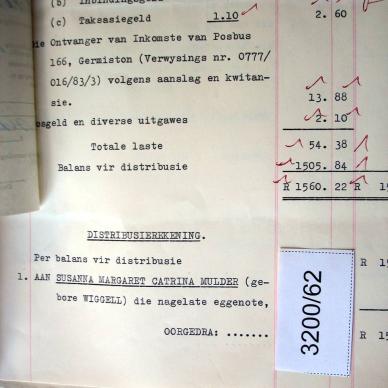 (b) Inbindingsgeld
(c) Taksasiegeld 1.10 2. 60
Die Ontvanger van Inkomste van Posbus
166, Germiston (Verwysings nr. 0777/
016/83/3) volgens aanslag en kwitan-
sie. 13. 88
osgeld en diverse uitgawes 2. 10
Totale laste 54. 38
Balans vir distribusie 1505. 84
R 1560. 22 R
DISTRIBUSIEREKENING.
Per balans vir distribusie R
1. AAN SUSANNA MARGARET CATRINA MULDER (ge-
bore WIGGELL) die nagelate eggenote,
OORGEDRA: ....... R
3200/62